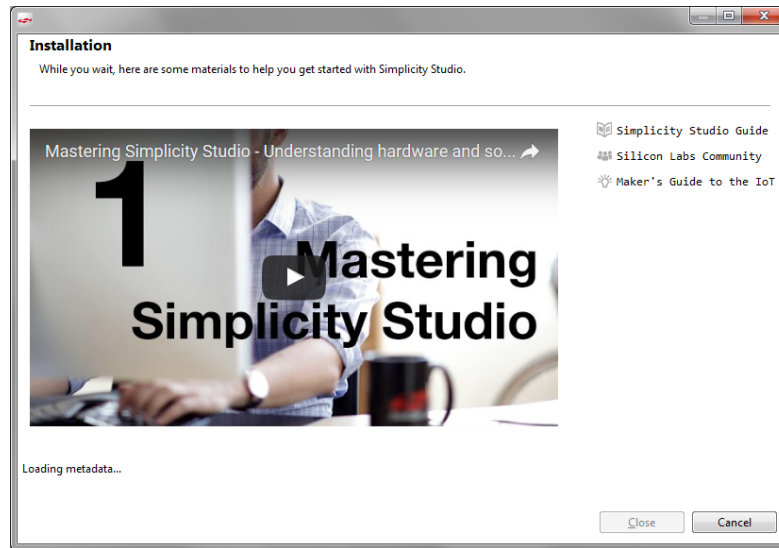 Installation
While you wait, here are some materials to help you get started with Simplicity Studio.
Mastering Simplicity Studio - Understanding hardware and so...
1
Mastering
Simplicity Studio
Simplicity Studio Guide
Silicon Labs Community
Maker's Guide to the IoT
Loading metadata...
Close
Cancel